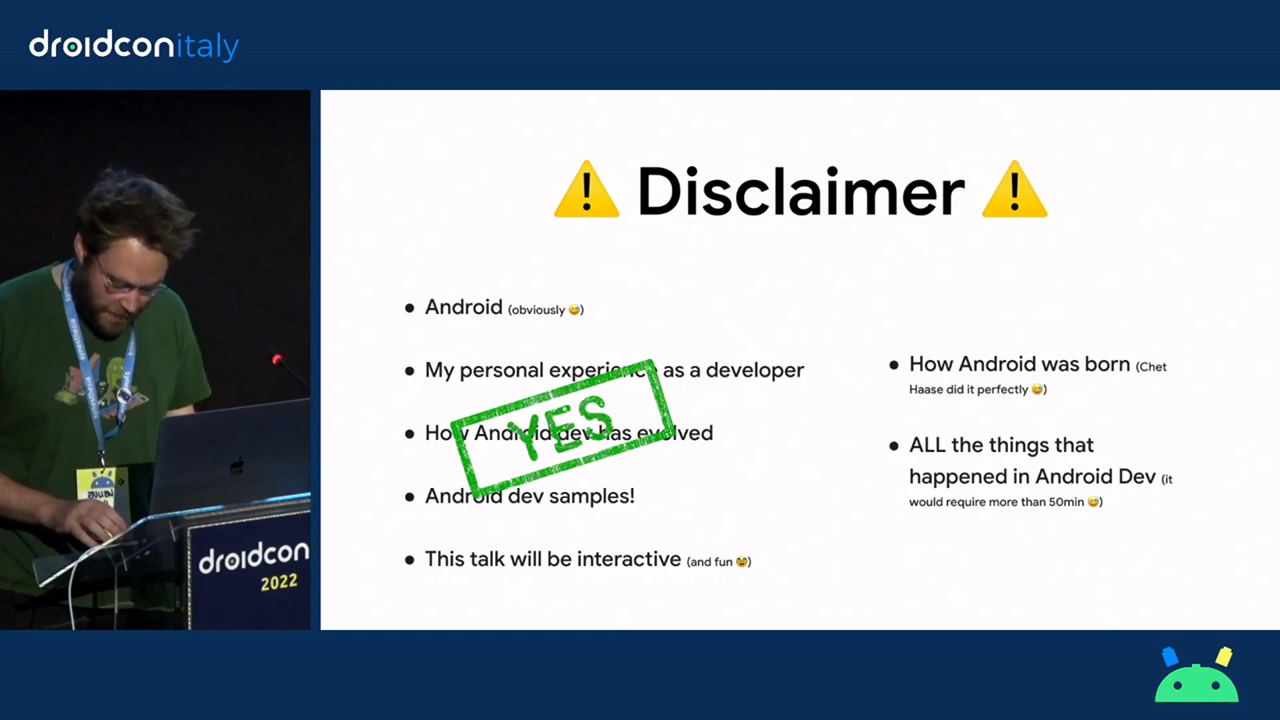 droidconitaly
⚠️ Disclaimer ⚠️
● Android (obviously 😅)
● My personal experience as a developer
● How Android dev has evolved
● Android dev samples!
● This talk will be interactive (and fun 😉)
YES
● How Android was born (Chet
Haase did it perfectly 😅)
● ALL the things that
happened in Android Dev (it
would require more than 50min 😅)
droidcon
2022